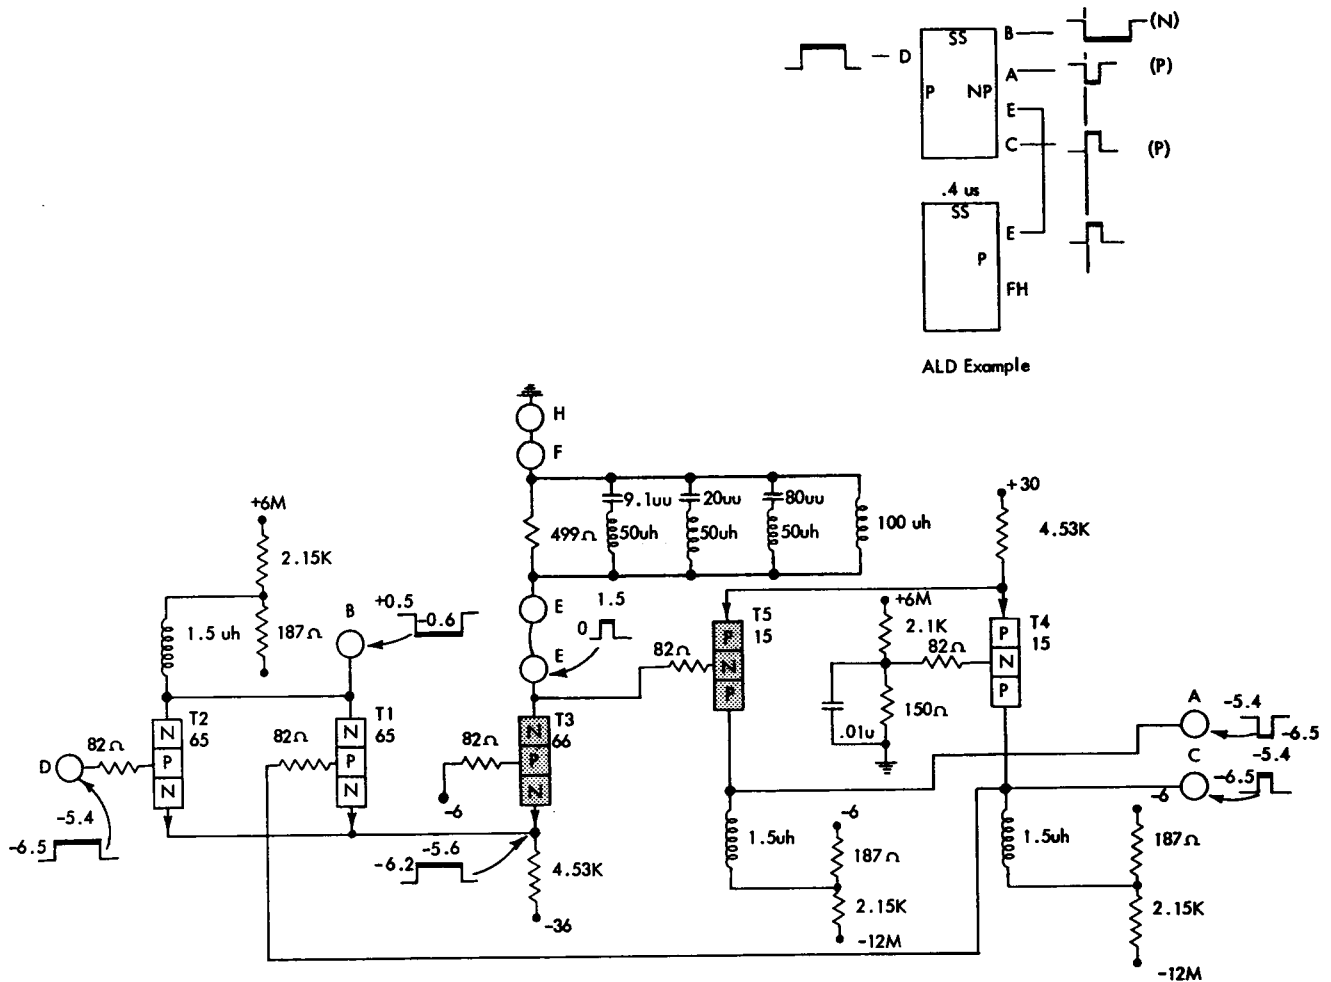 SS
B
(N)
D
A
(P)
P
NP
E
C
(P)
.4 us
SS
E
P
FH
ALD Example
H
F
9.1uu
20uu
80uu
499Ω
50uh
50uh
50uh
100 uh
+30
4.53K
+6M
2.15K
1.5 uh
187Ω
B
+0.5
-0.6
E
1.5
0
E
T5
15
+6M
2.1K
T4
15
82Ω
82Ω
150Ω
.01u
T2
65
T1
65
T3
66
82Ω
82Ω
82Ω
D
N
P
N
N
P
N
N
P
N
P
N
P
P
N
P
-6
-5.4
-6.5
-5.6
-6.2
4.53K
-36
A
-5.4
-6.5
C
-5.4
-6.5
-6
-6
1.5uh
187Ω
2.15K
-12M
1.5uh
187Ω
2.15K
-12M